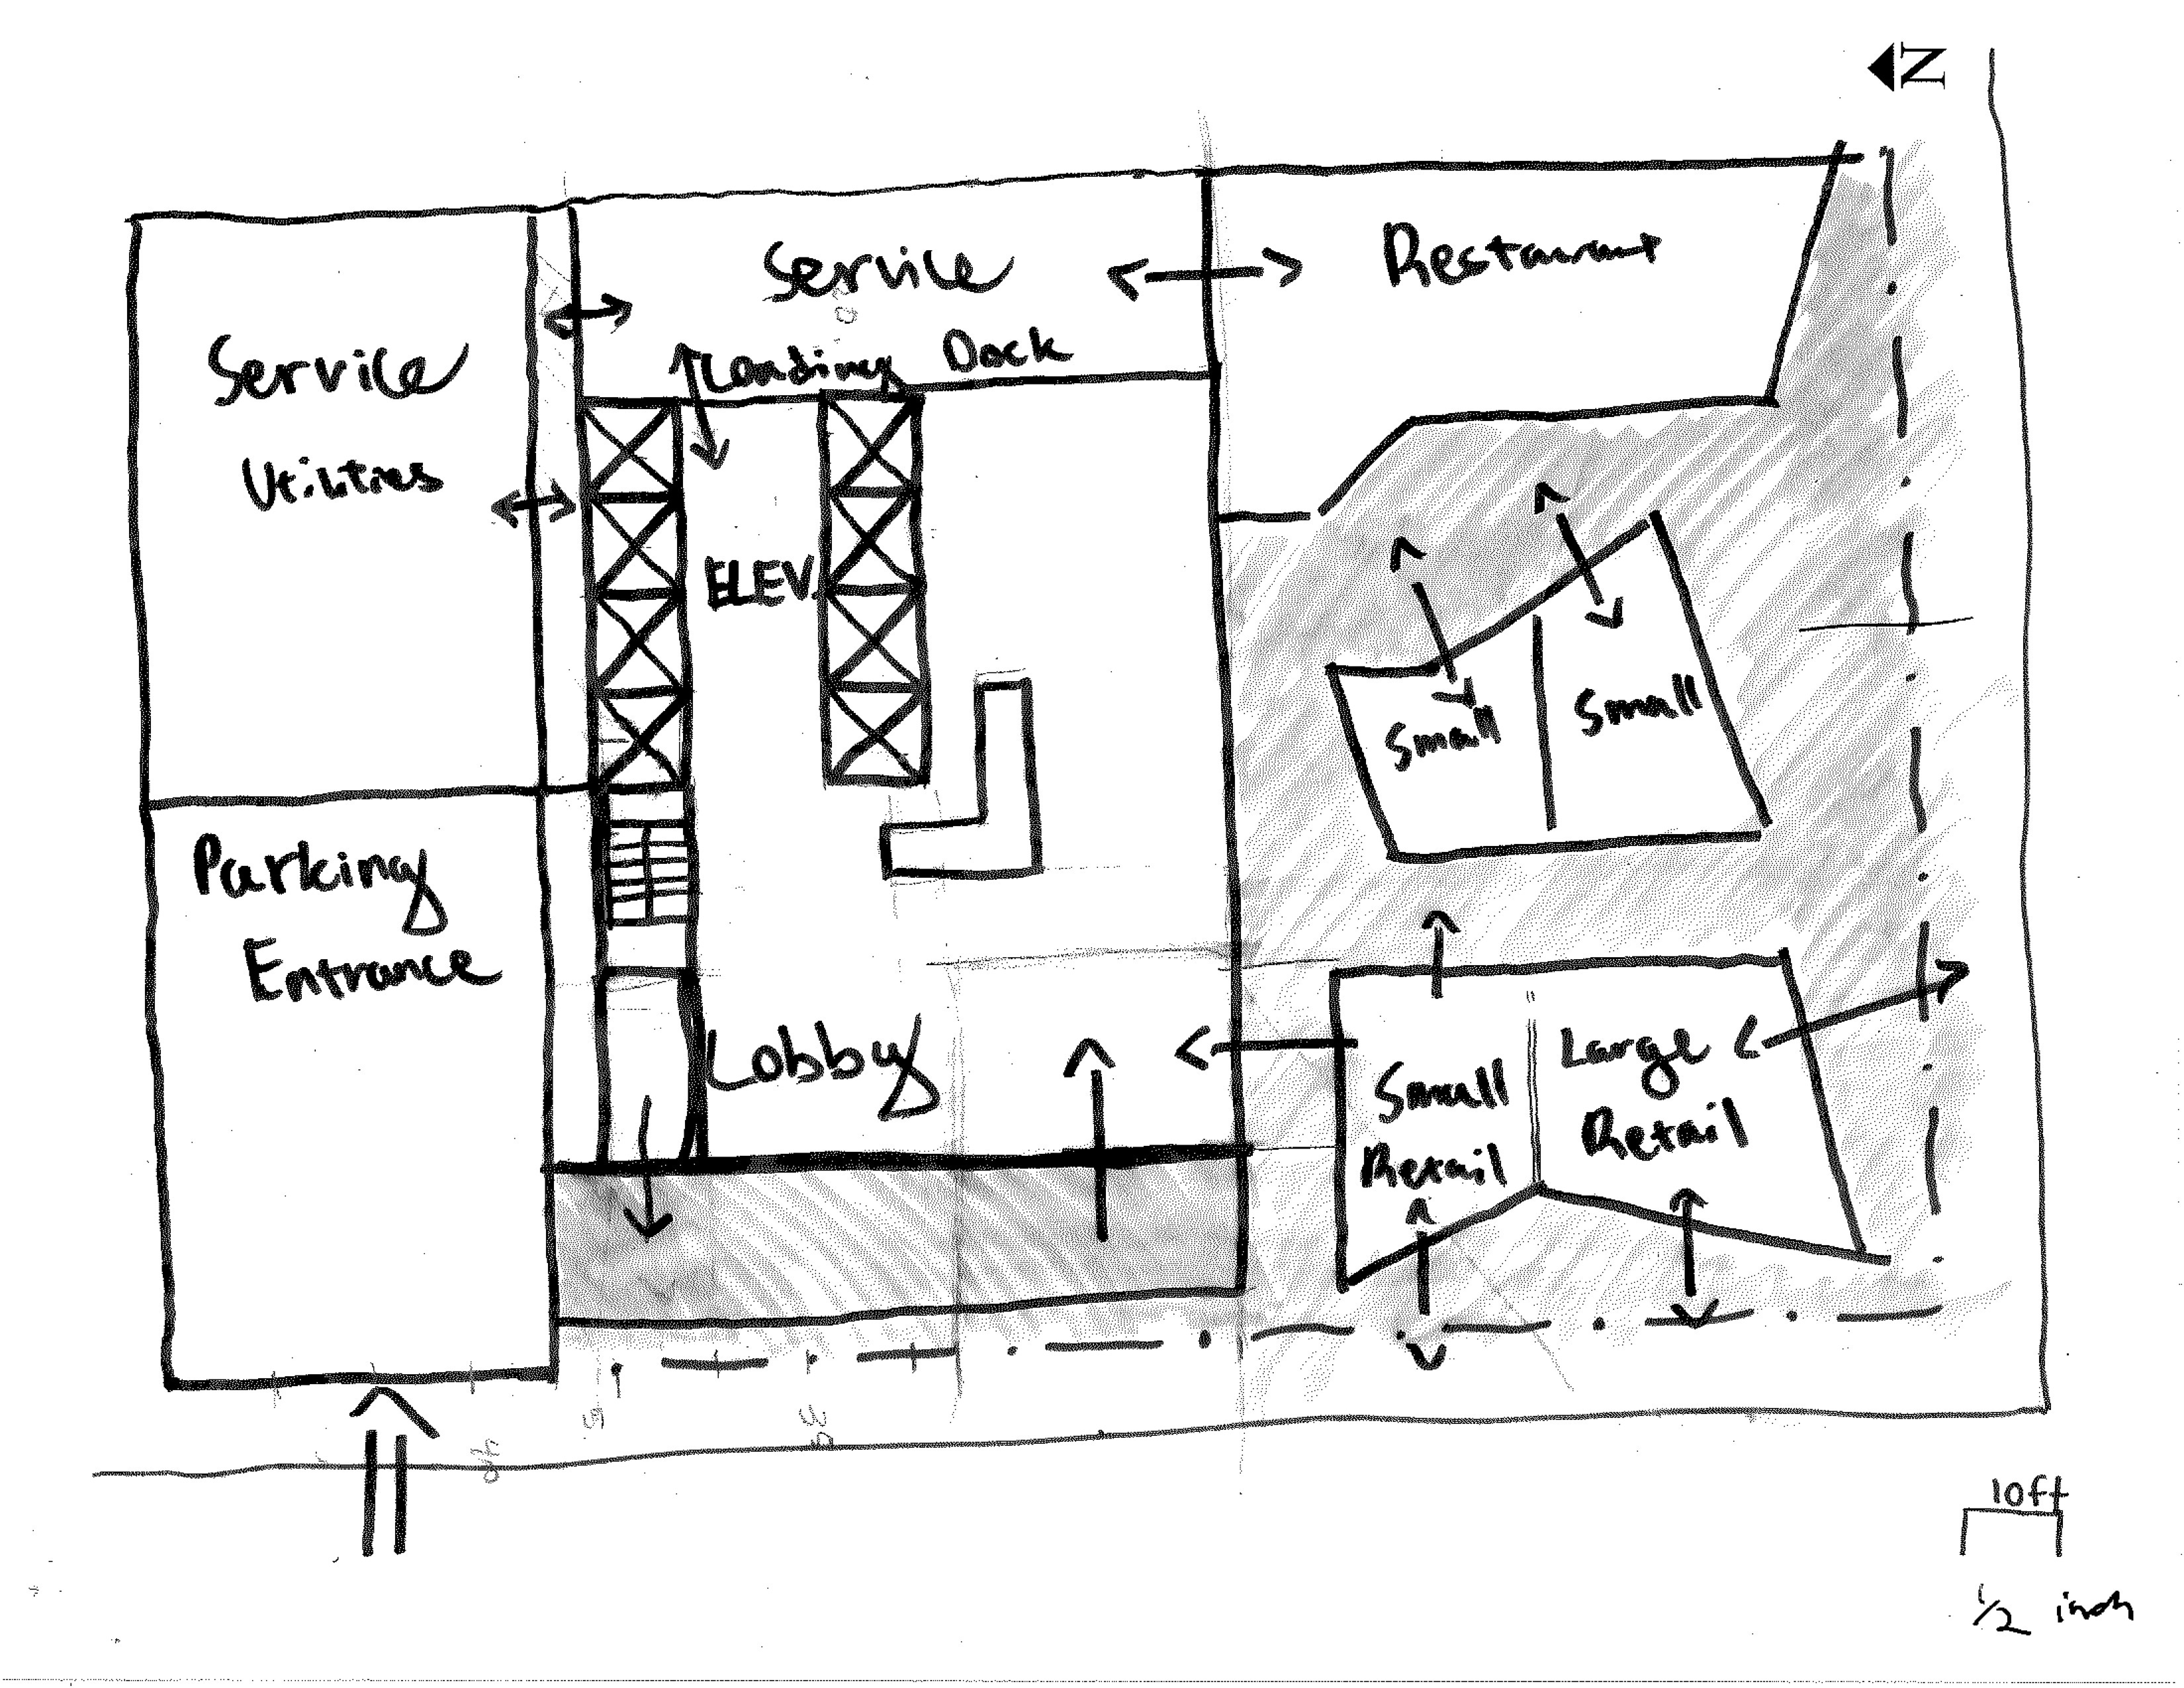 N
Service
Restaurant
Loading Dock
Service
Utilities
ELEV.
Small
Small
Parking
Entrance
Lobby
Small
Retail
Large
Retail
10ft
1/2 inch